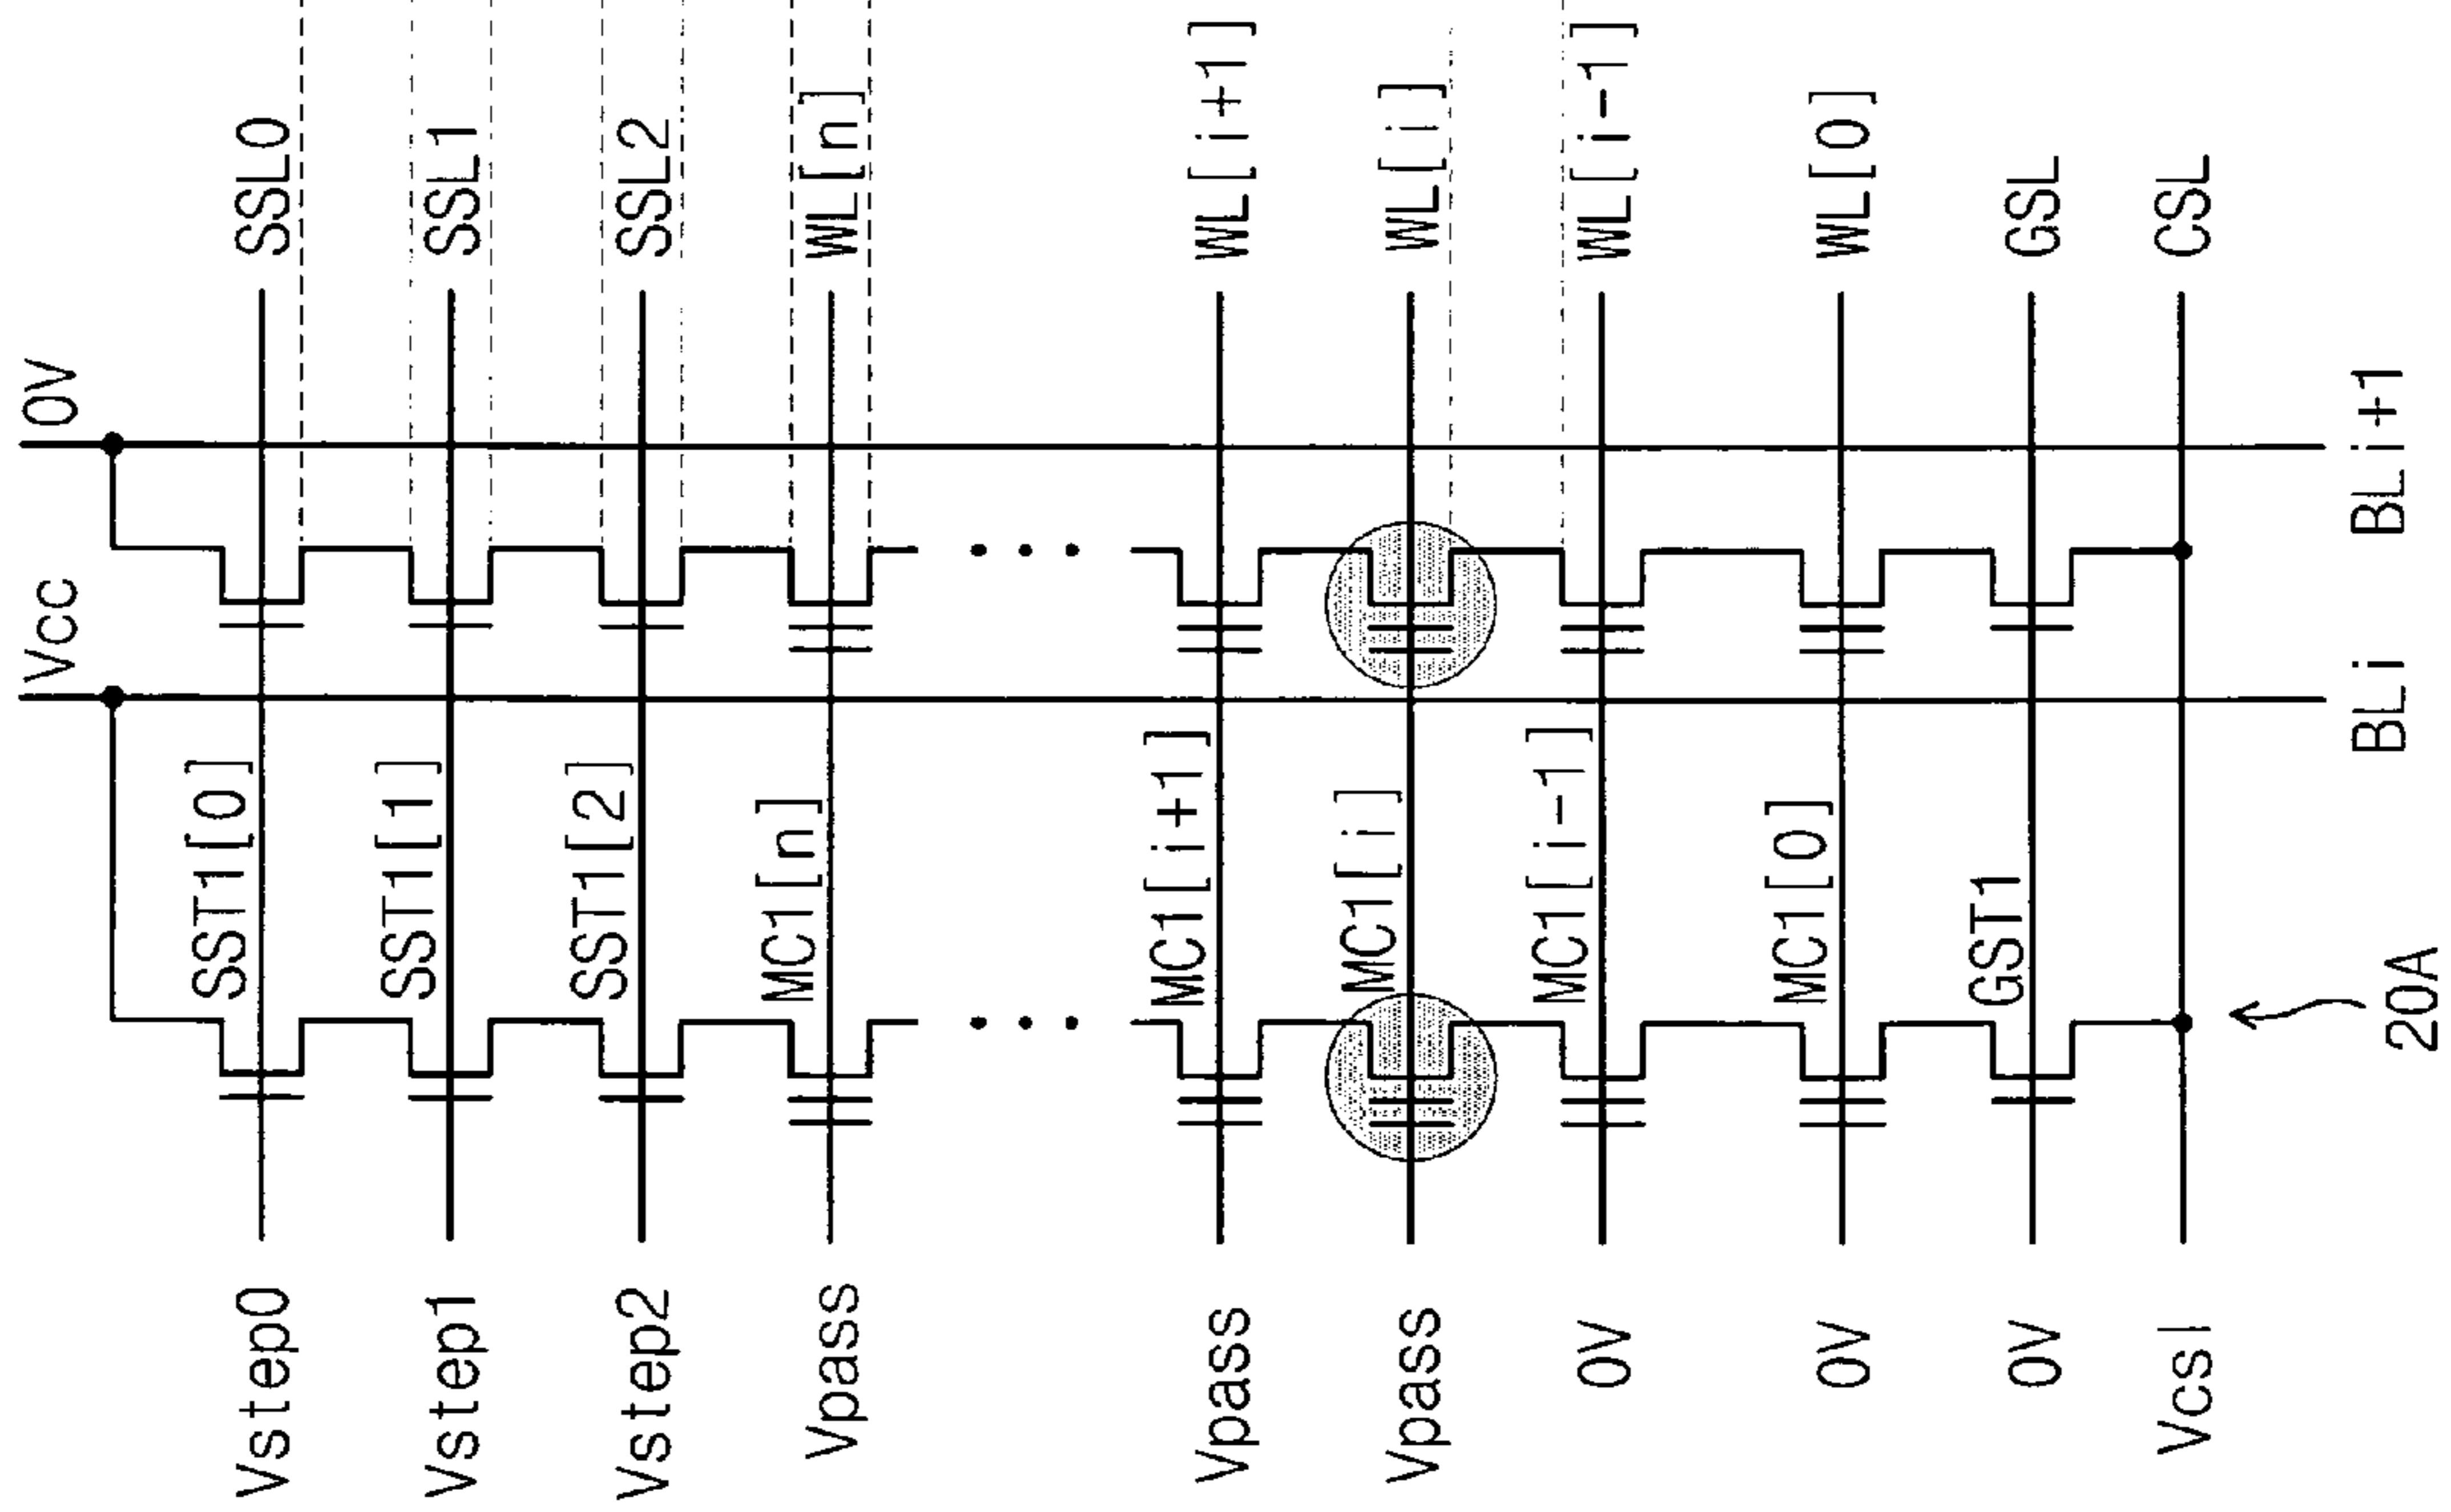 Vcc
0V
Vstep0
SST1[0]
SSL0
Vstep1
SST1[1]
SSL1
Vstep2
SST1[2]
SSL2
Vpass
MC1[n]
WL[n]
Vpass
MC1[i+1]
WL[i+1]
Vpass
MC1[i]
WL[i]
0V
MC1[i-1]
WL[i-1]
0V
MC1[0]
WL[0]
0V
GST1
GSL
Vcsl
CSL
20A
BLi
BLi+1